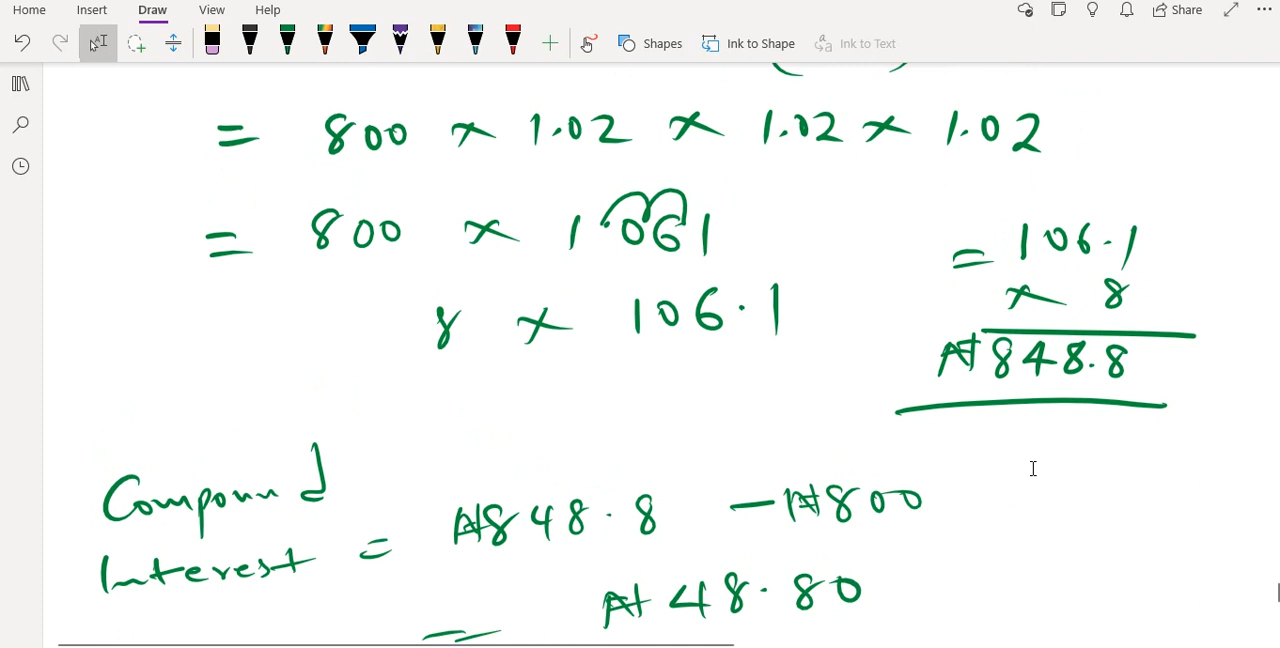 Home Insert Draw View Help
Share
Shapes Ink to Shape Ink to Text
= 800 × 1.02 × 1.02 × 1.02
= 800 × 1.061
8 × 106.1
= 106.1
× 8
₦848.8
Compound
Interest = ₦848.8 – ₦800
= ₦48.80